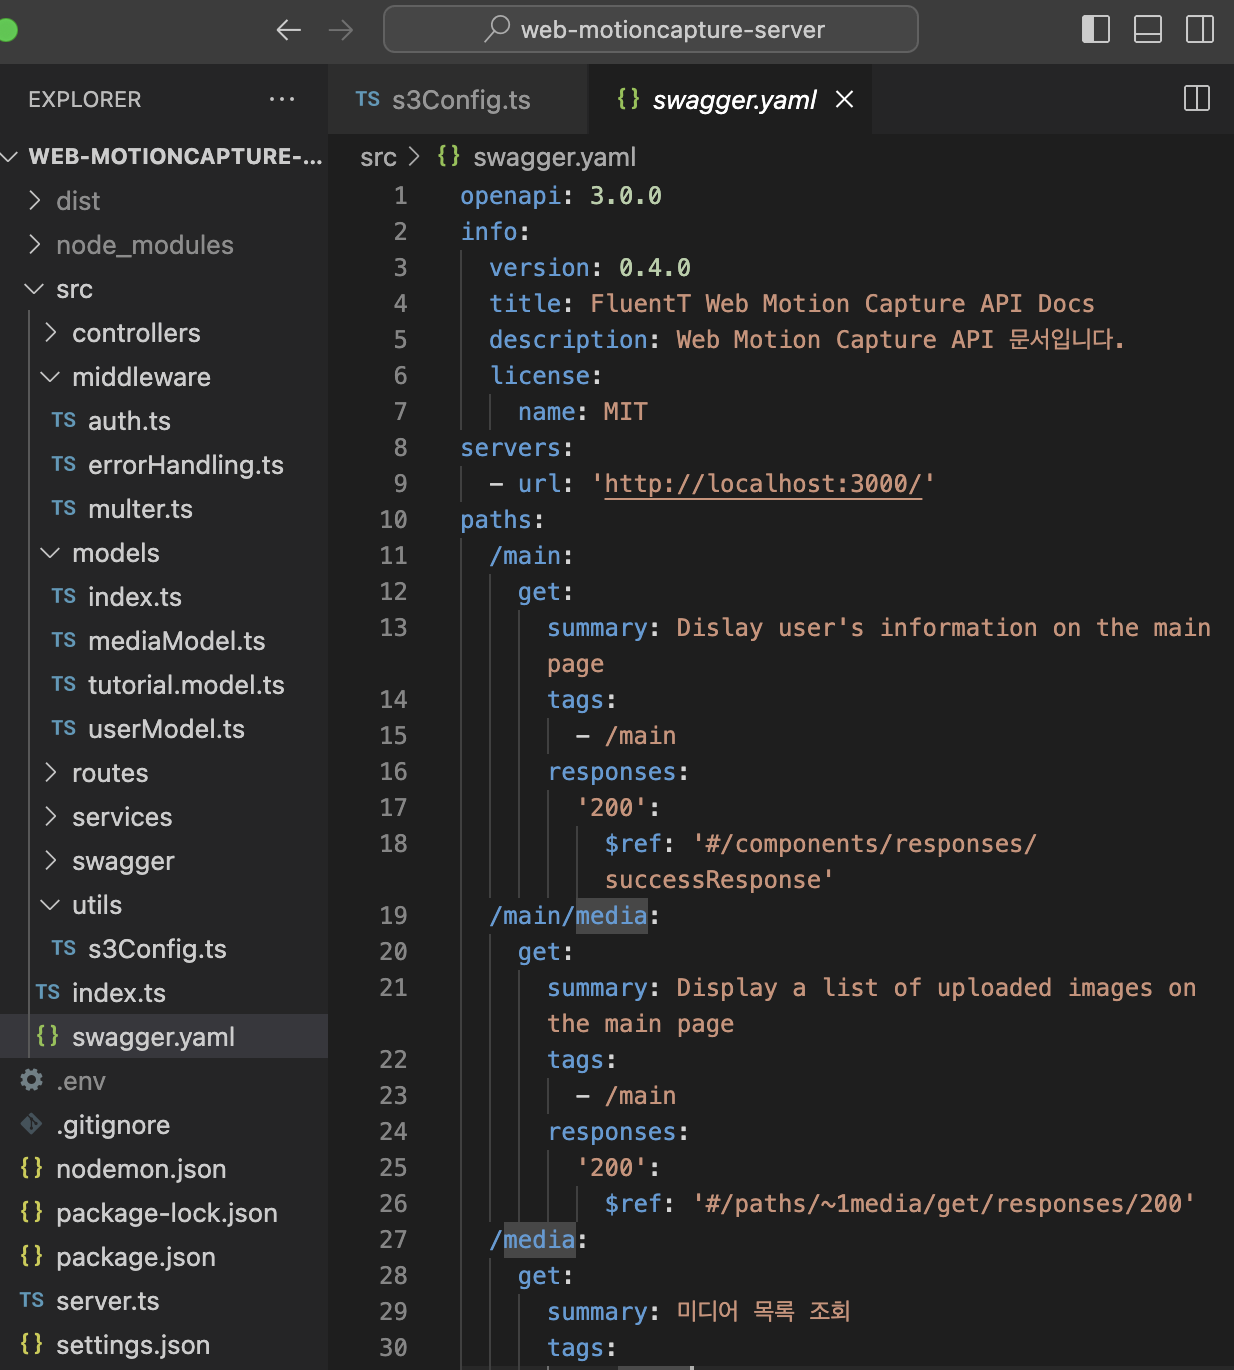 web-motioncapture-server
EXPLORER
WEB-MOTIONCAPTURE-...
dist
node_modules
src
controllers
middleware
TS auth.ts
TS errorHandling.ts
TS multer.ts
models
TS index.ts
TS mediaModel.ts
TS tutorial.model.ts
TS userModel.ts
routes
services
swagger
utils
TS s3Config.ts
TS index.ts
{} swagger.yaml
.env
.gitignore
{} nodemon.json
{} package-lock.json
{} package.json
TS server.ts
{} settings.json
TS s3Config.ts
{} swagger.yaml
src > {} swagger.yaml
1 openapi: 3.0.0
2 info:
3 version: 0.4.0
4 title: FluentT Web Motion Capture API Docs
5 description: Web Motion Capture API 문서입니다.
6 license:
7 name: MIT
8 servers:
9 - url: 'http://localhost:3000/'
10 paths:
11 /main:
12 get:
13 summary: Dislay user's information on the main
page
14 tags:
15 - /main
16 responses:
17 '200':
18 $ref: '#/components/responses/
successResponse'
19 /main/media:
20 get:
21 summary: Display a list of uploaded images on
the main page
22 tags:
23 - /main
24 responses:
25 '200':
26 $ref: '#/paths/~1media/get/responses/200'
27 /media:
28 get:
29 summary: 미디어 목록 조회
30 tags: